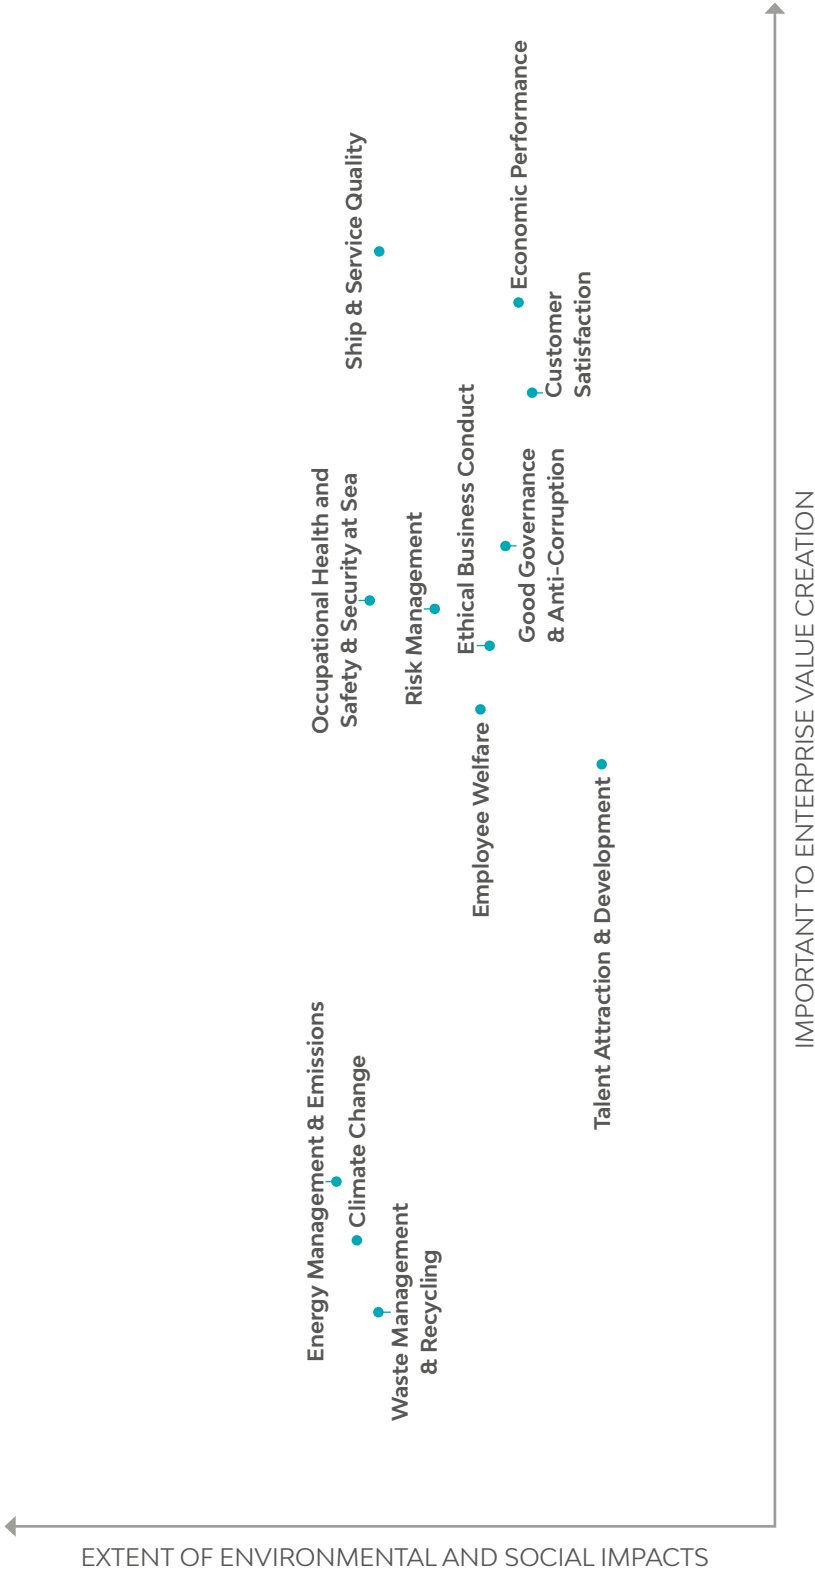 Ship & Service Quality
Economic Performance
Customer
Satisfaction
Occupational Health and
Safety & Security at Sea
Risk Management
Ethical Business Conduct
Good Governance
& Anti-Corruption
Employee Welfare
Talent Attraction & Development
Energy Management & Emissions
Climate Change
Waste Management
& Recycling
IMPORTANT TO ENTERPRISE VALUE CREATION
EXTENT OF ENVIRONMENTAL AND SOCIAL IMPACTS